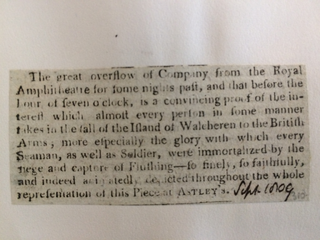 The great overflow of Company from the Royal
Amphitheatre for some nights past, and that before the
hour of seven o'clock, is a convincing proof of the in-
terest which almost every person in some manner
takes in the fall of the Island of Walcheren to the British
Arms; more especially the glory with which every
Seaman, as well as Soldier, were immortalized by the
siege and capture of Flushing—so finely, so faithfully,
and indeed animatedly depicted throughout the whole
representation of this Piece at ASTLEY's. Sept 1809